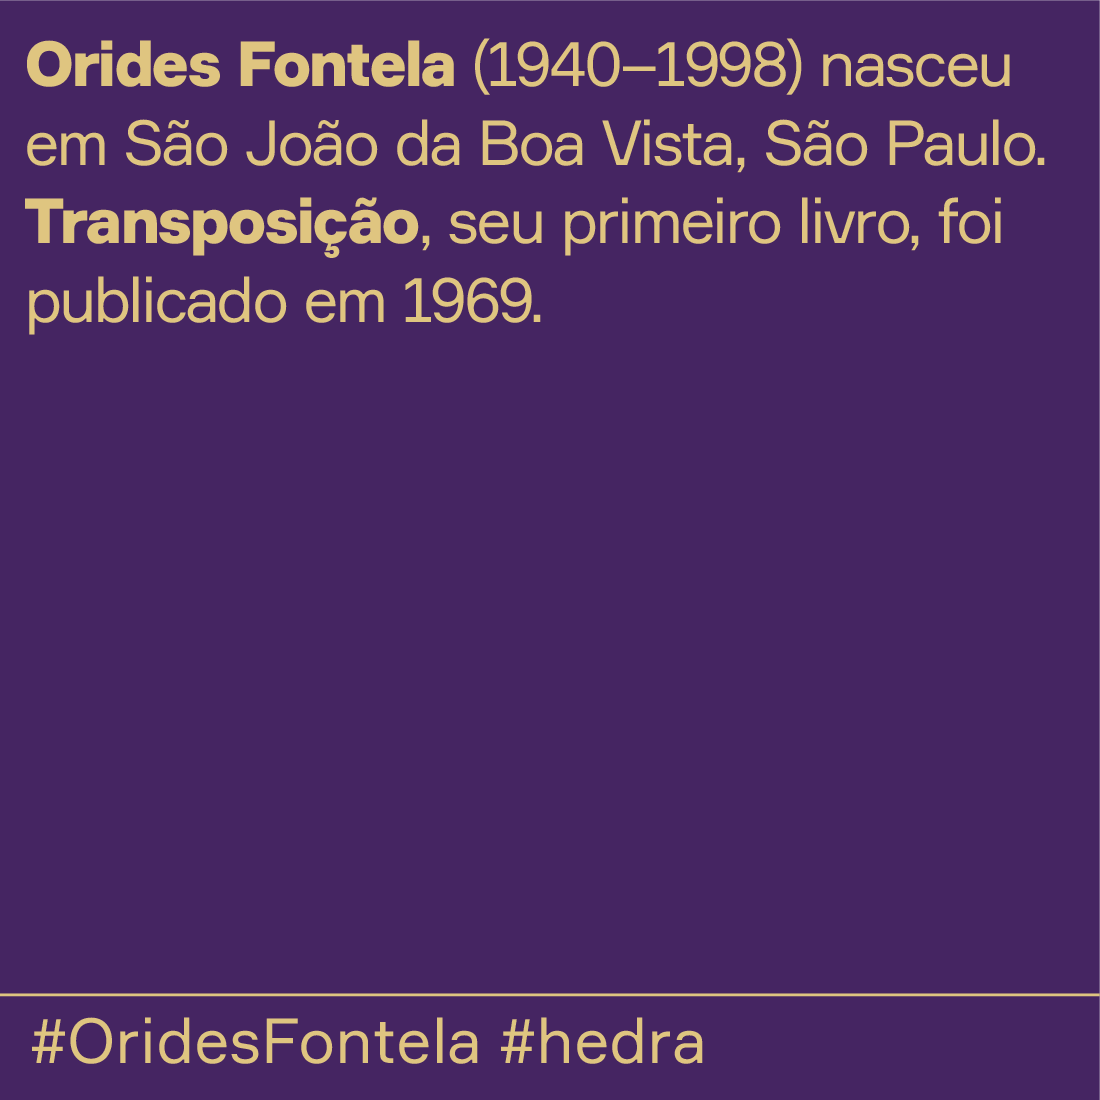 Orides Fontela (1940–1998) nasceu
em São João da Boa Vista, São Paulo.
Transposição, seu primeiro livro, foi
publicado em 1969.
#OridesFontela #hedra